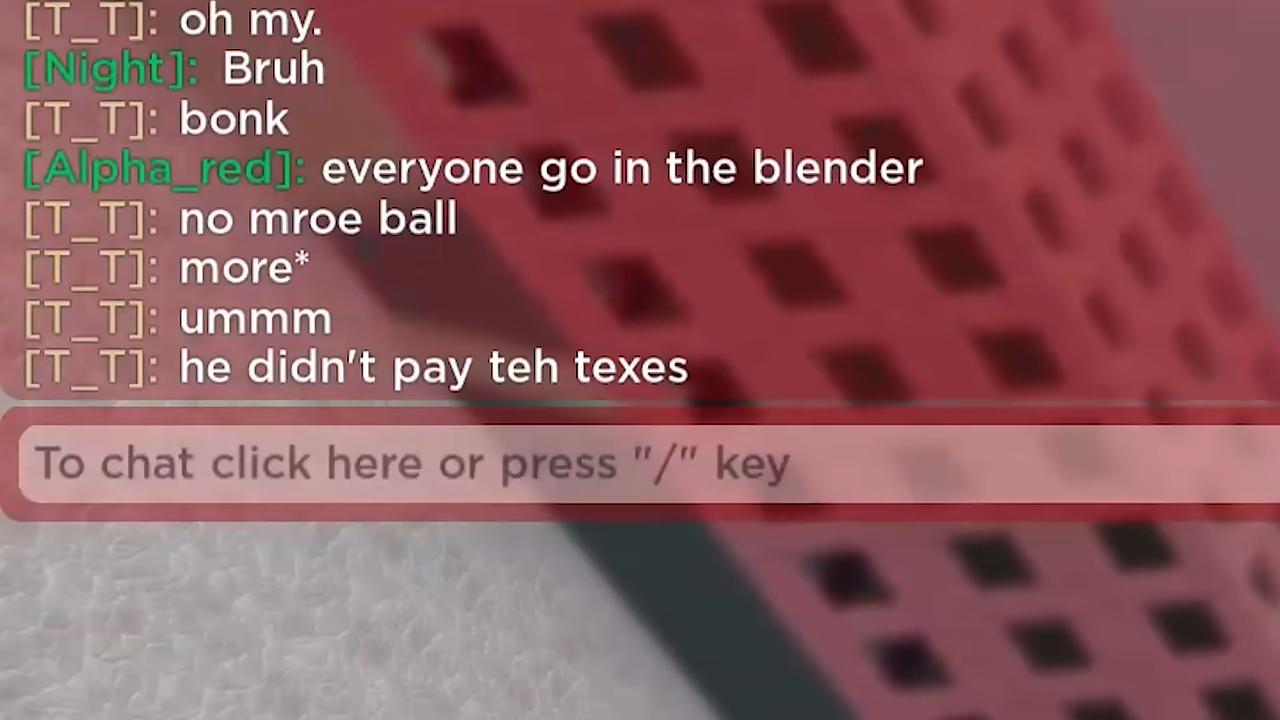 [T_T]: oh my.
[Night]: Bruh
[T_T]: bonk
[Alpha_red]: everyone go in the blender
[T_T]: no mroe ball
[T_T]: more*
[T_T]: ummm
[T_T]: he didn't pay teh texes
To chat click here or press "/" key